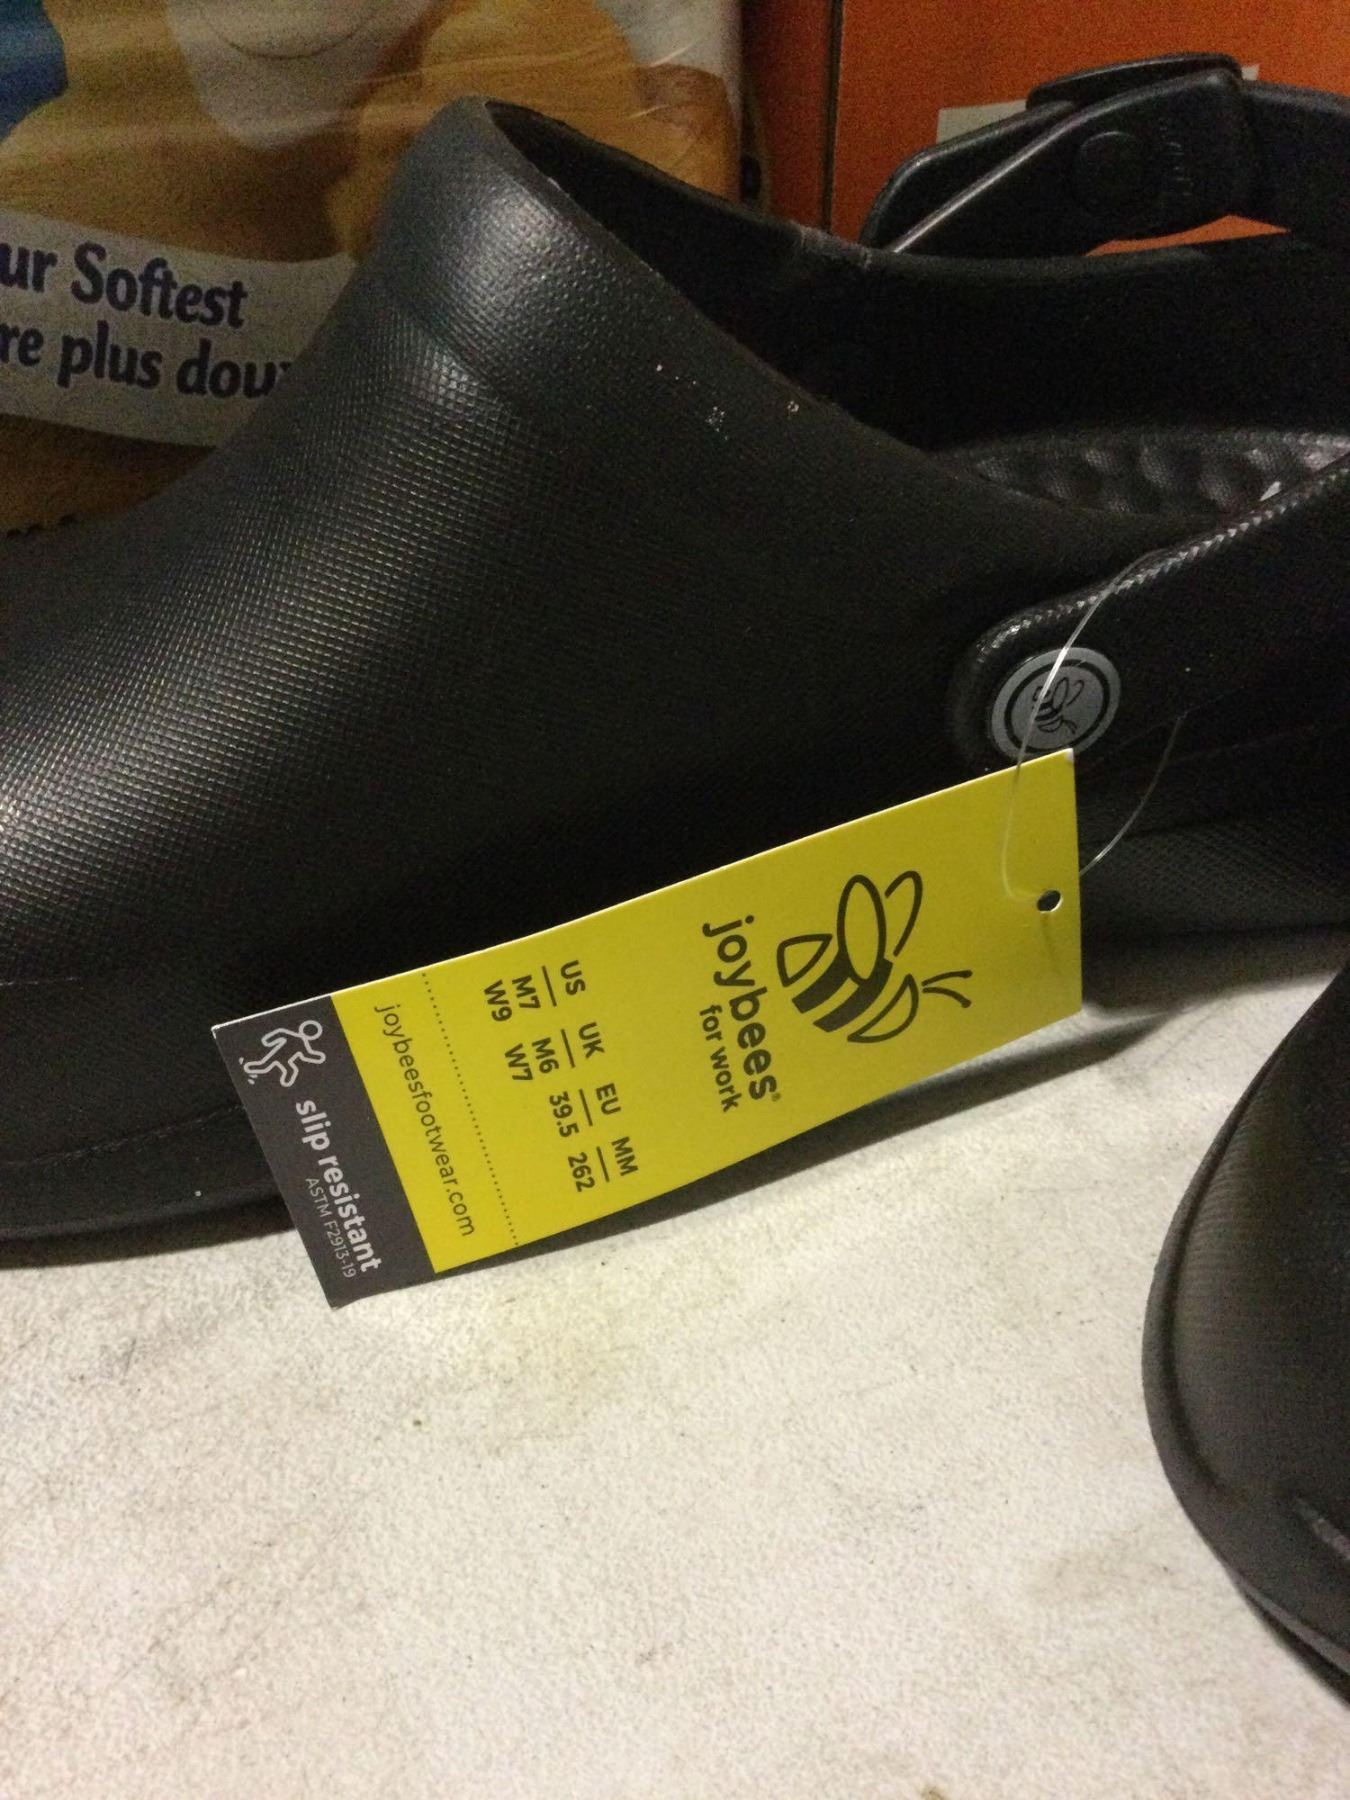 ur Softest
re plus doux
joybees®
for work
US UK EU MM
M7 M6 39.5 262
W9 W7
joybeesfootwear.com
slip resistant
ASTM F2913-19